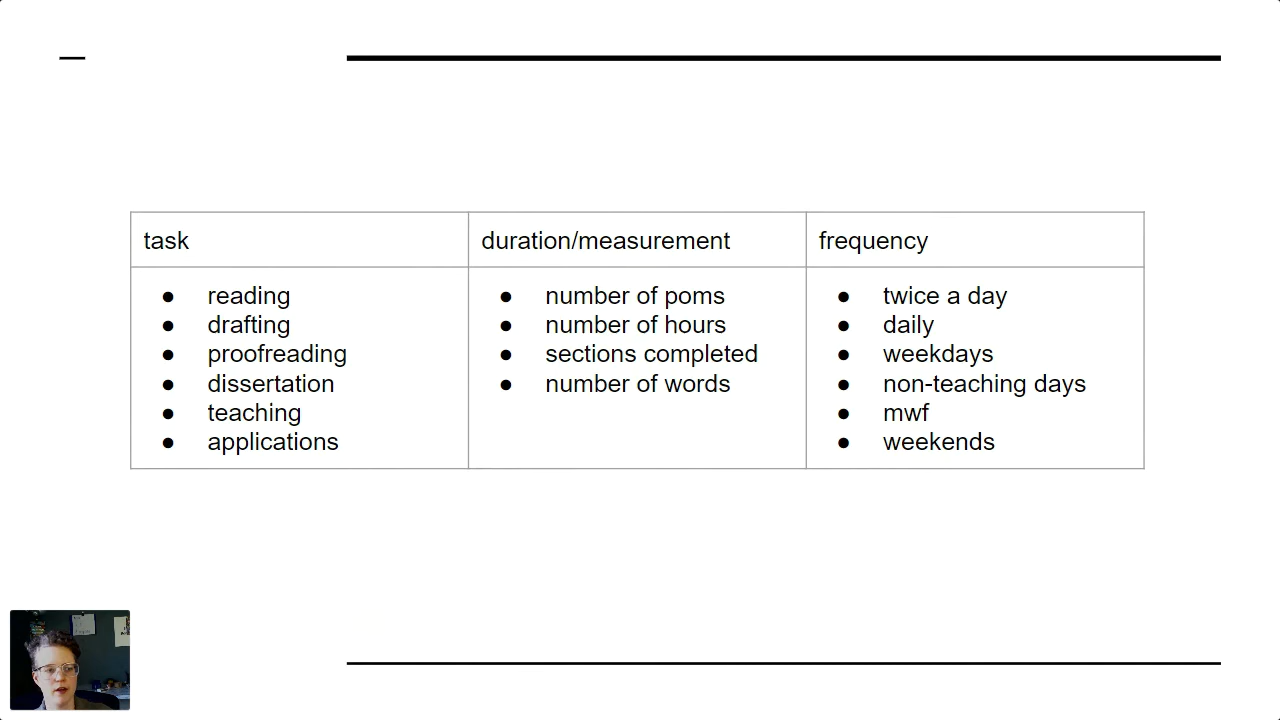 task
duration/measurement
frequency
● reading
● drafting
● proofreading
● dissertation
● teaching
● applications
● number of poms
● number of hours
● sections completed
● number of words
● twice a day
● daily
● weekdays
● non-teaching days
● mwf
● weekends